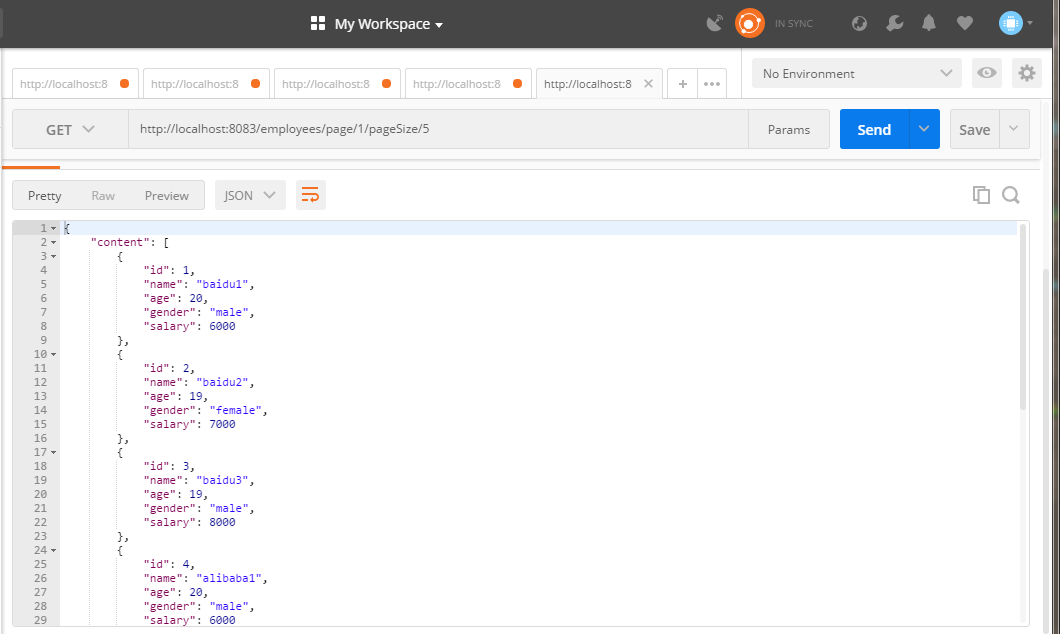 My Workspace
IN SYNC
http://localhost:8
http://localhost:8
http://localhost:8
http://localhost:8
http://localhost:8
No Environment
GET
http://localhost:8083/employees/page/1/pageSize/5
Params
Send
Save
Pretty
Raw
Preview
JSON
1 {
2 "content": [
3 {
4 "id": 1,
5 "name": "baidu1",
6 "age": 20,
7 "gender": "male",
8 "salary": 6000
9 },
10 {
11 "id": 2,
12 "name": "baidu2",
13 "age": 19,
14 "gender": "female",
15 "salary": 7000
16 },
17 {
18 "id": 3,
19 "name": "baidu3",
20 "age": 19,
21 "gender": "male",
22 "salary": 8000
23 },
24 {
25 "id": 4,
26 "name": "alibaba1",
27 "age": 20,
28 "gender": "male",
29 "salary": 6000